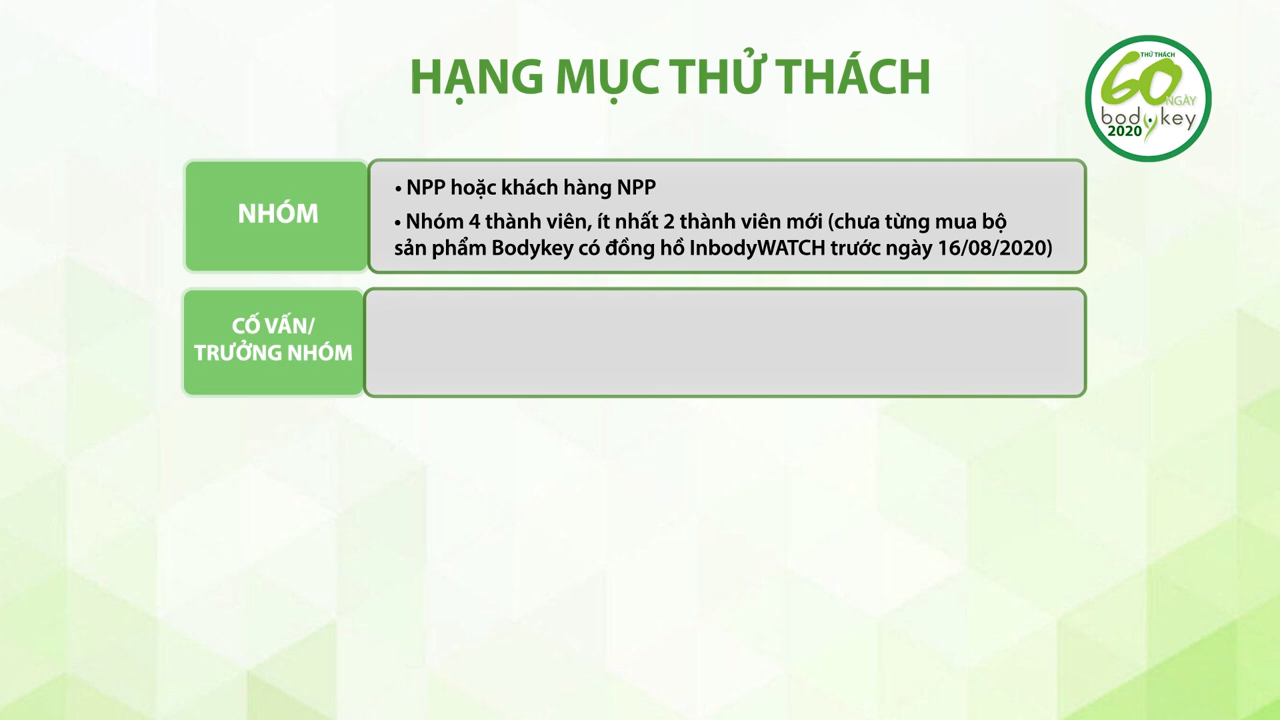 HẠNG MỤC THỬ THÁCH
THỬ THÁCH
60
NGÀY
bodykey
2020
NHÓM
• NPP hoặc khách hàng NPP
• Nhóm 4 thành viên, ít nhất 2 thành viên mới (chưa từng mua bộ
sản phẩm Bodykey có đồng hồ InbodyWATCH trước ngày 16/08/2020)
CỐ VẤN/
TRƯỞNG NHÓM